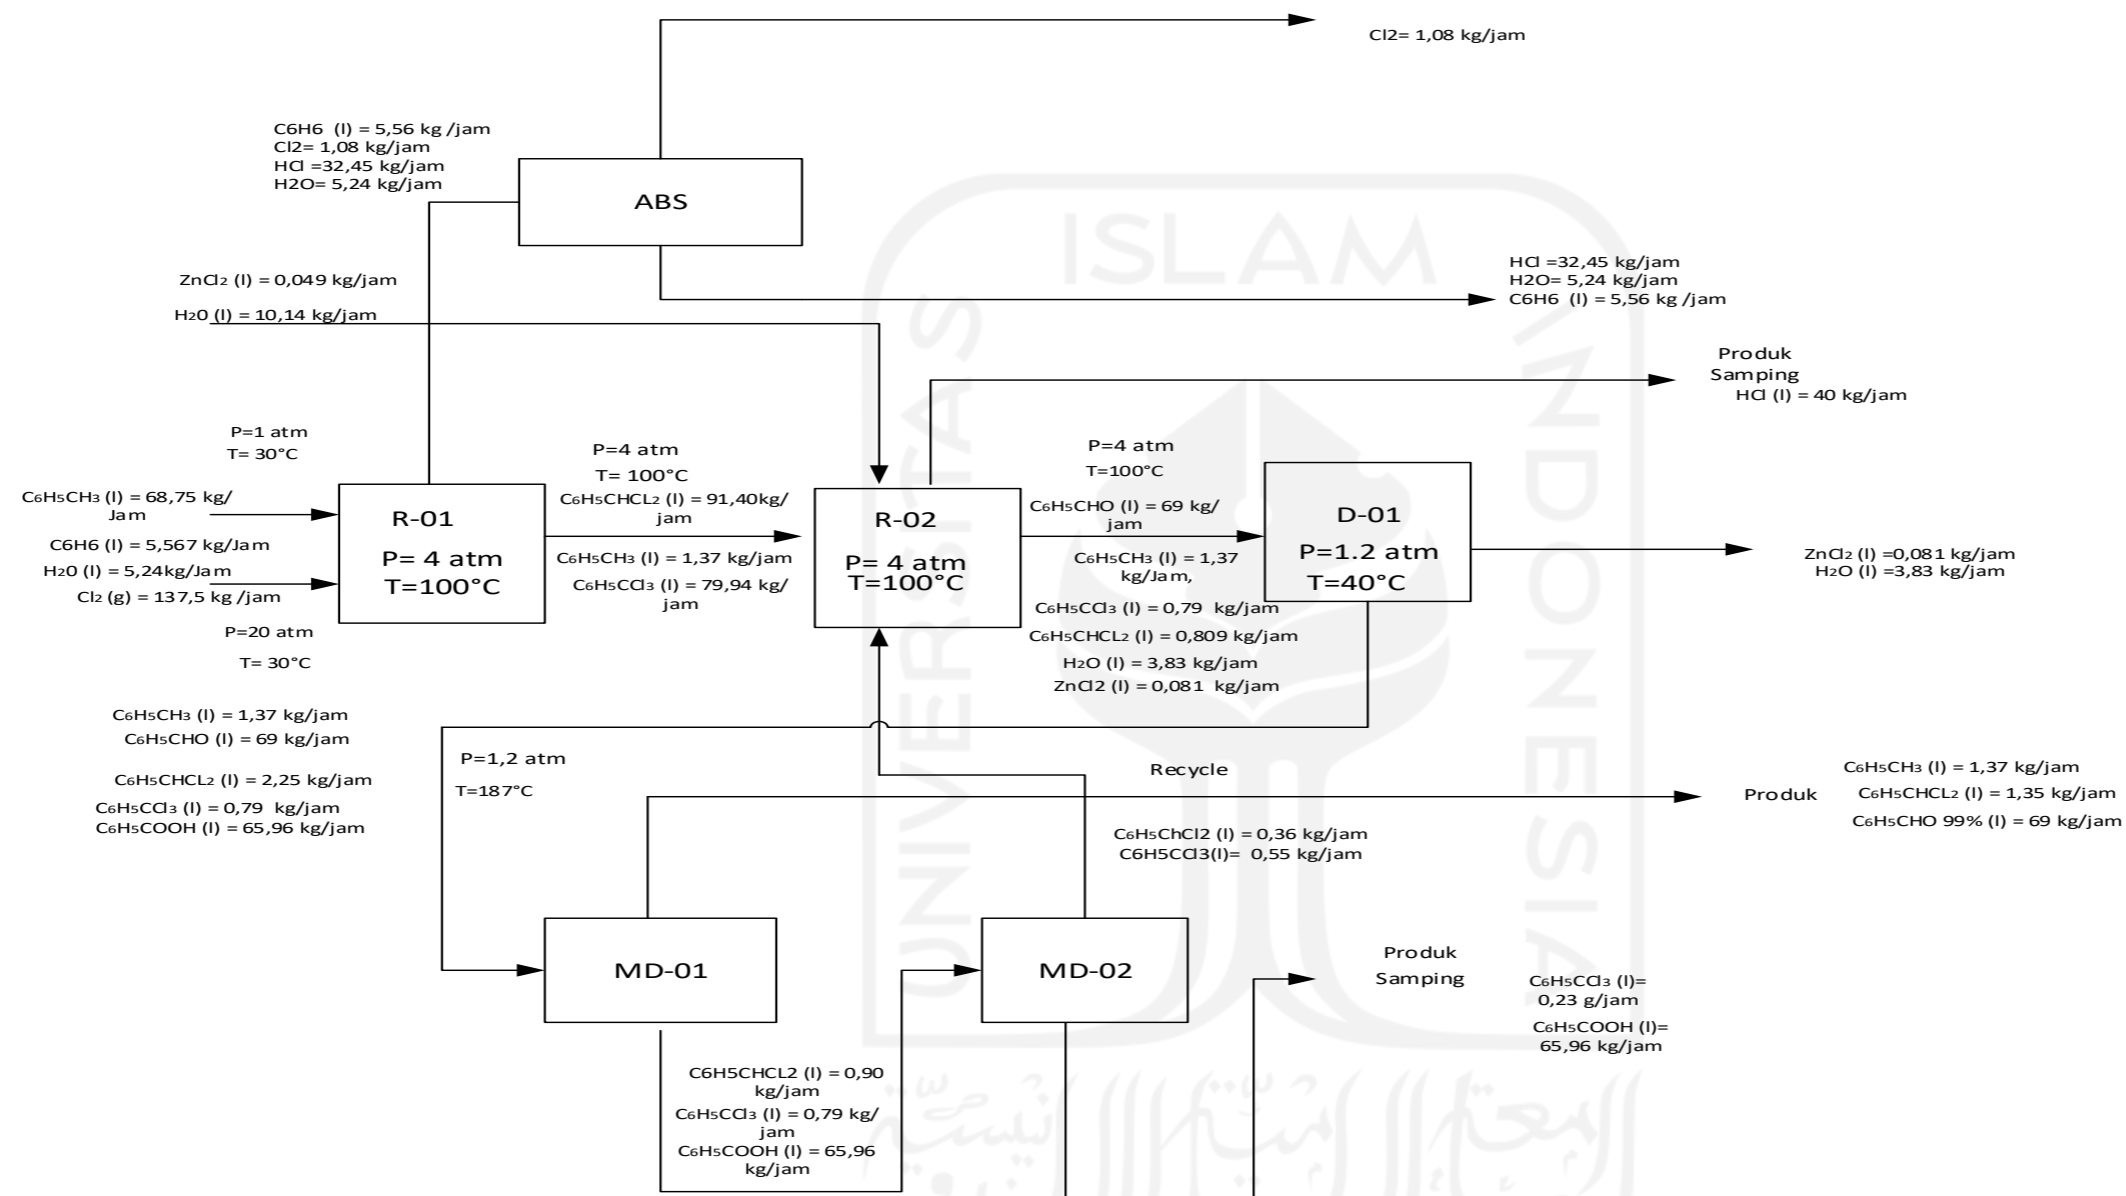 Cl2= 1,08 kg/jam
C6H6 (l) = 5,56 kg /jam
Cl2= 1,08 kg/jam
HCl =32,45 kg/jam
H2O= 5,24 kg/jam
ABS
ISLAM
UNIVERSITAS
INDONESIA
ZnCl2 (l) = 0,049 kg/jam
H20 (l) = 10,14 kg/jam
HCl =32,45 kg/jam
H2O= 5,24 kg/jam
C6H6 (l) = 5,56 kg /jam
Produk
Samping
HCl (l) = 40 kg/jam
P=1 atm
T= 30°C
C6H5CH3 (l) = 68,75 kg/
Jam
C6H6 (l) = 5,567 kg/Jam
H20 (l) = 5,24kg/Jam
Cl2 (g) = 137,5 kg /jam
P=20 atm
T= 30°C
R-01
P= 4 atm
T=100°C
P=4 atm
T= 100°C
C6H5CHCL2 (l) = 91,40kg/
jam
C6H5CH3 (l) = 1,37 kg/jam
C6H5CCl3 (l) = 79,94 kg/
jam
R-02
P= 4 atm
T=100°C
P=4 atm
T=100°C
C6H5CHO (l) = 69 kg/
jam
C6H5CH3 (l) = 1,37
kg/Jam,
C6H5CCl3 (l) = 0,79 kg/jam
C6H5CHCL2 (l) = 0,809 kg/jam
H2O (l) = 3,83 kg/jam
ZnCl2 (l) = 0,081 kg/jam
D-01
P=1.2 atm
T=40°C
ZnCl2 (l) =0,081 kg/jam
H2O (l) =3,83 kg/jam
C6H5CH3 (l) = 1,37 kg/jam
C6H5CHO (l) = 69 kg/jam
C6H5CHCL2 (l) = 2,25 kg/jam
C6H5CCl3 (l) = 0,79 kg/jam
C6H5COOH (l) = 65,96 kg/jam
P=1,2 atm
T=187°C
Recycle
C6H5ChCl2 (l) = 0,36 kg/jam
C6H5CCl3(l)= 0,55 kg/jam
Produk
C6H5CH3 (l) = 1,37 kg/jam
C6H5CHCL2 (l) = 1,35 kg/jam
C6H5CHO 99% (l) = 69 kg/jam
MD-01
MD-02
Produk
Samping
C6H5CCl3 (l)=
0,23 g/jam
C6H5COOH (l)=
65,96 kg/jam
C6H5CHCL2 (l) = 0,90
kg/jam
C6H5CCl3 (l) = 0,79 kg/
jam
C6H5COOH (l) = 65,96
kg/jam